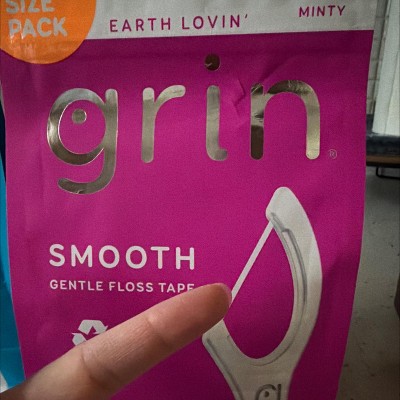 SIZE
PACK
EARTH LOVIN'
MINTY
grin®
SMOOTH
GENTLE FLOSS TAPE